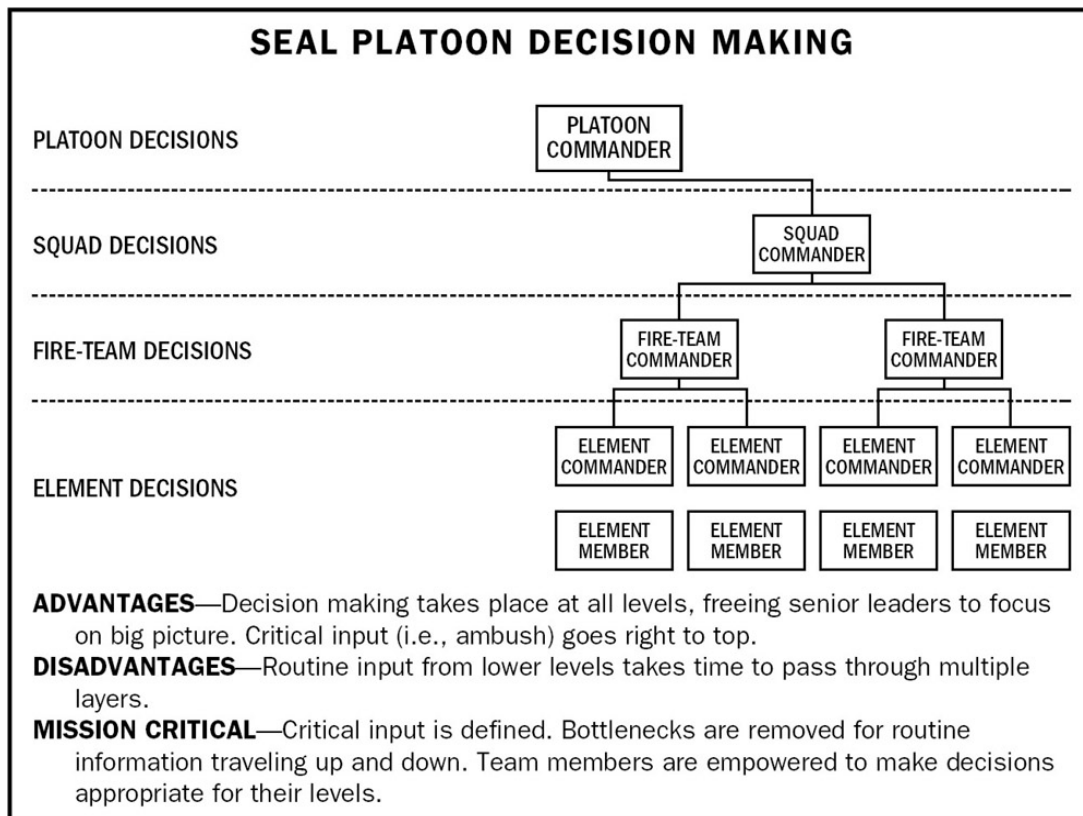 SEAL PLATOON DECISION MAKING
PLATOON DECISIONS
PLATOON
COMMANDER
SQUAD DECISIONS
SQUAD
COMMANDER
FIRE-TEAM DECISIONS
FIRE-TEAM
COMMANDER
FIRE-TEAM
COMMANDER
ELEMENT DECISIONS
ELEMENT
COMMANDER
ELEMENT
COMMANDER
ELEMENT
COMMANDER
ELEMENT
COMMANDER
ELEMENT
MEMBER
ELEMENT
MEMBER
ELEMENT
MEMBER
ELEMENT
MEMBER
ADVANTAGES—Decision making takes place at all levels, freeing senior leaders to focus
on big picture. Critical input (i.e., ambush) goes right to top.
DISADVANTAGES—Routine input from lower levels takes time to pass through multiple
layers.
MISSION CRITICAL—Critical input is defined. Bottlenecks are removed for routine
information traveling up and down. Team members are empowered to make decisions
appropriate for their levels.